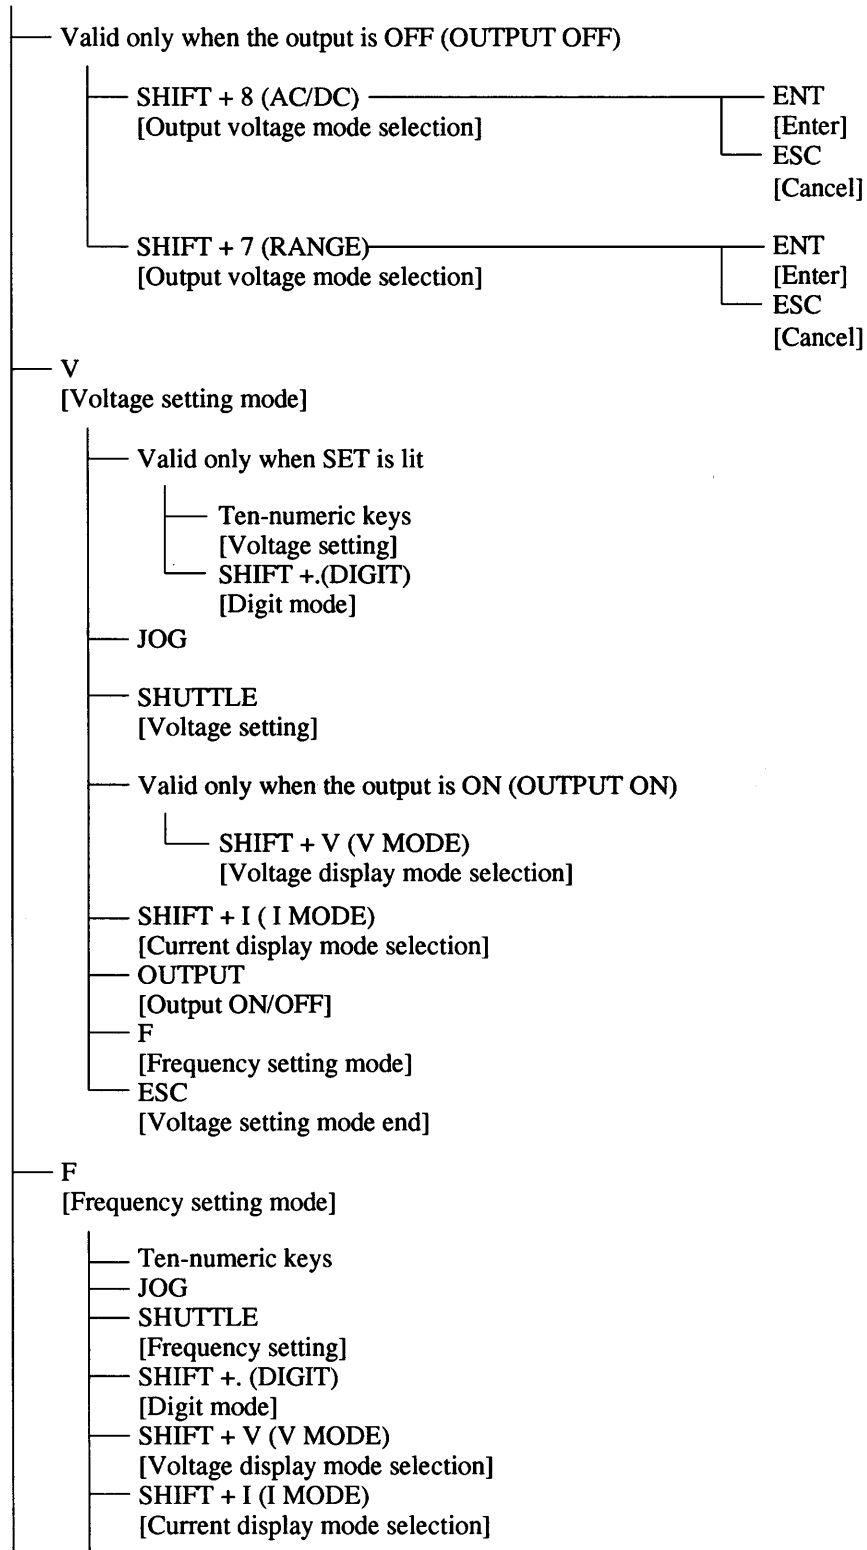 Valid only when the output is OFF (OUTPUT OFF)
SHIFT + 8 (AC/DC) ENT
[Output voltage mode selection] [Enter]
ESC
[Cancel]
SHIFT + 7 (RANGE) ENT
[Output voltage mode selection] [Enter]
ESC
[Cancel]
V
[Voltage setting mode]
Valid only when SET is lit
Ten-numeric keys
[Voltage setting]
SHIFT +.(DIGIT)
[Digit mode]
JOG
SHUTTLE
[Voltage setting]
Valid only when the output is ON (OUTPUT ON)
SHIFT + V (V MODE)
[Voltage display mode selection]
SHIFT + I ( I MODE)
[Current display mode selection]
OUTPUT
[Output ON/OFF]
F
[Frequency setting mode]
ESC
[Voltage setting mode end]
F
[Frequency setting mode]
Ten-numeric keys
JOG
SHUTTLE
[Frequency setting]
SHIFT +. (DIGIT)
[Digit mode]
SHIFT + V (V MODE)
[Voltage display mode selection]
SHIFT + I (I MODE)
[Current display mode selection]